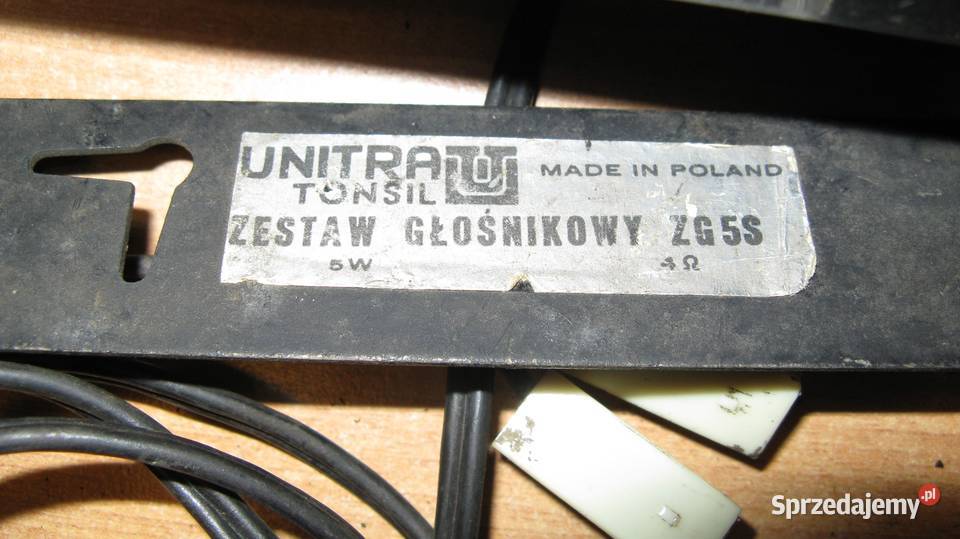 UNITRA
TONSIL
MADE IN POLAND
ZESTAW GŁOŚNIKOWY ZG5S
5W 4Ω
Sprzedajemy.pl